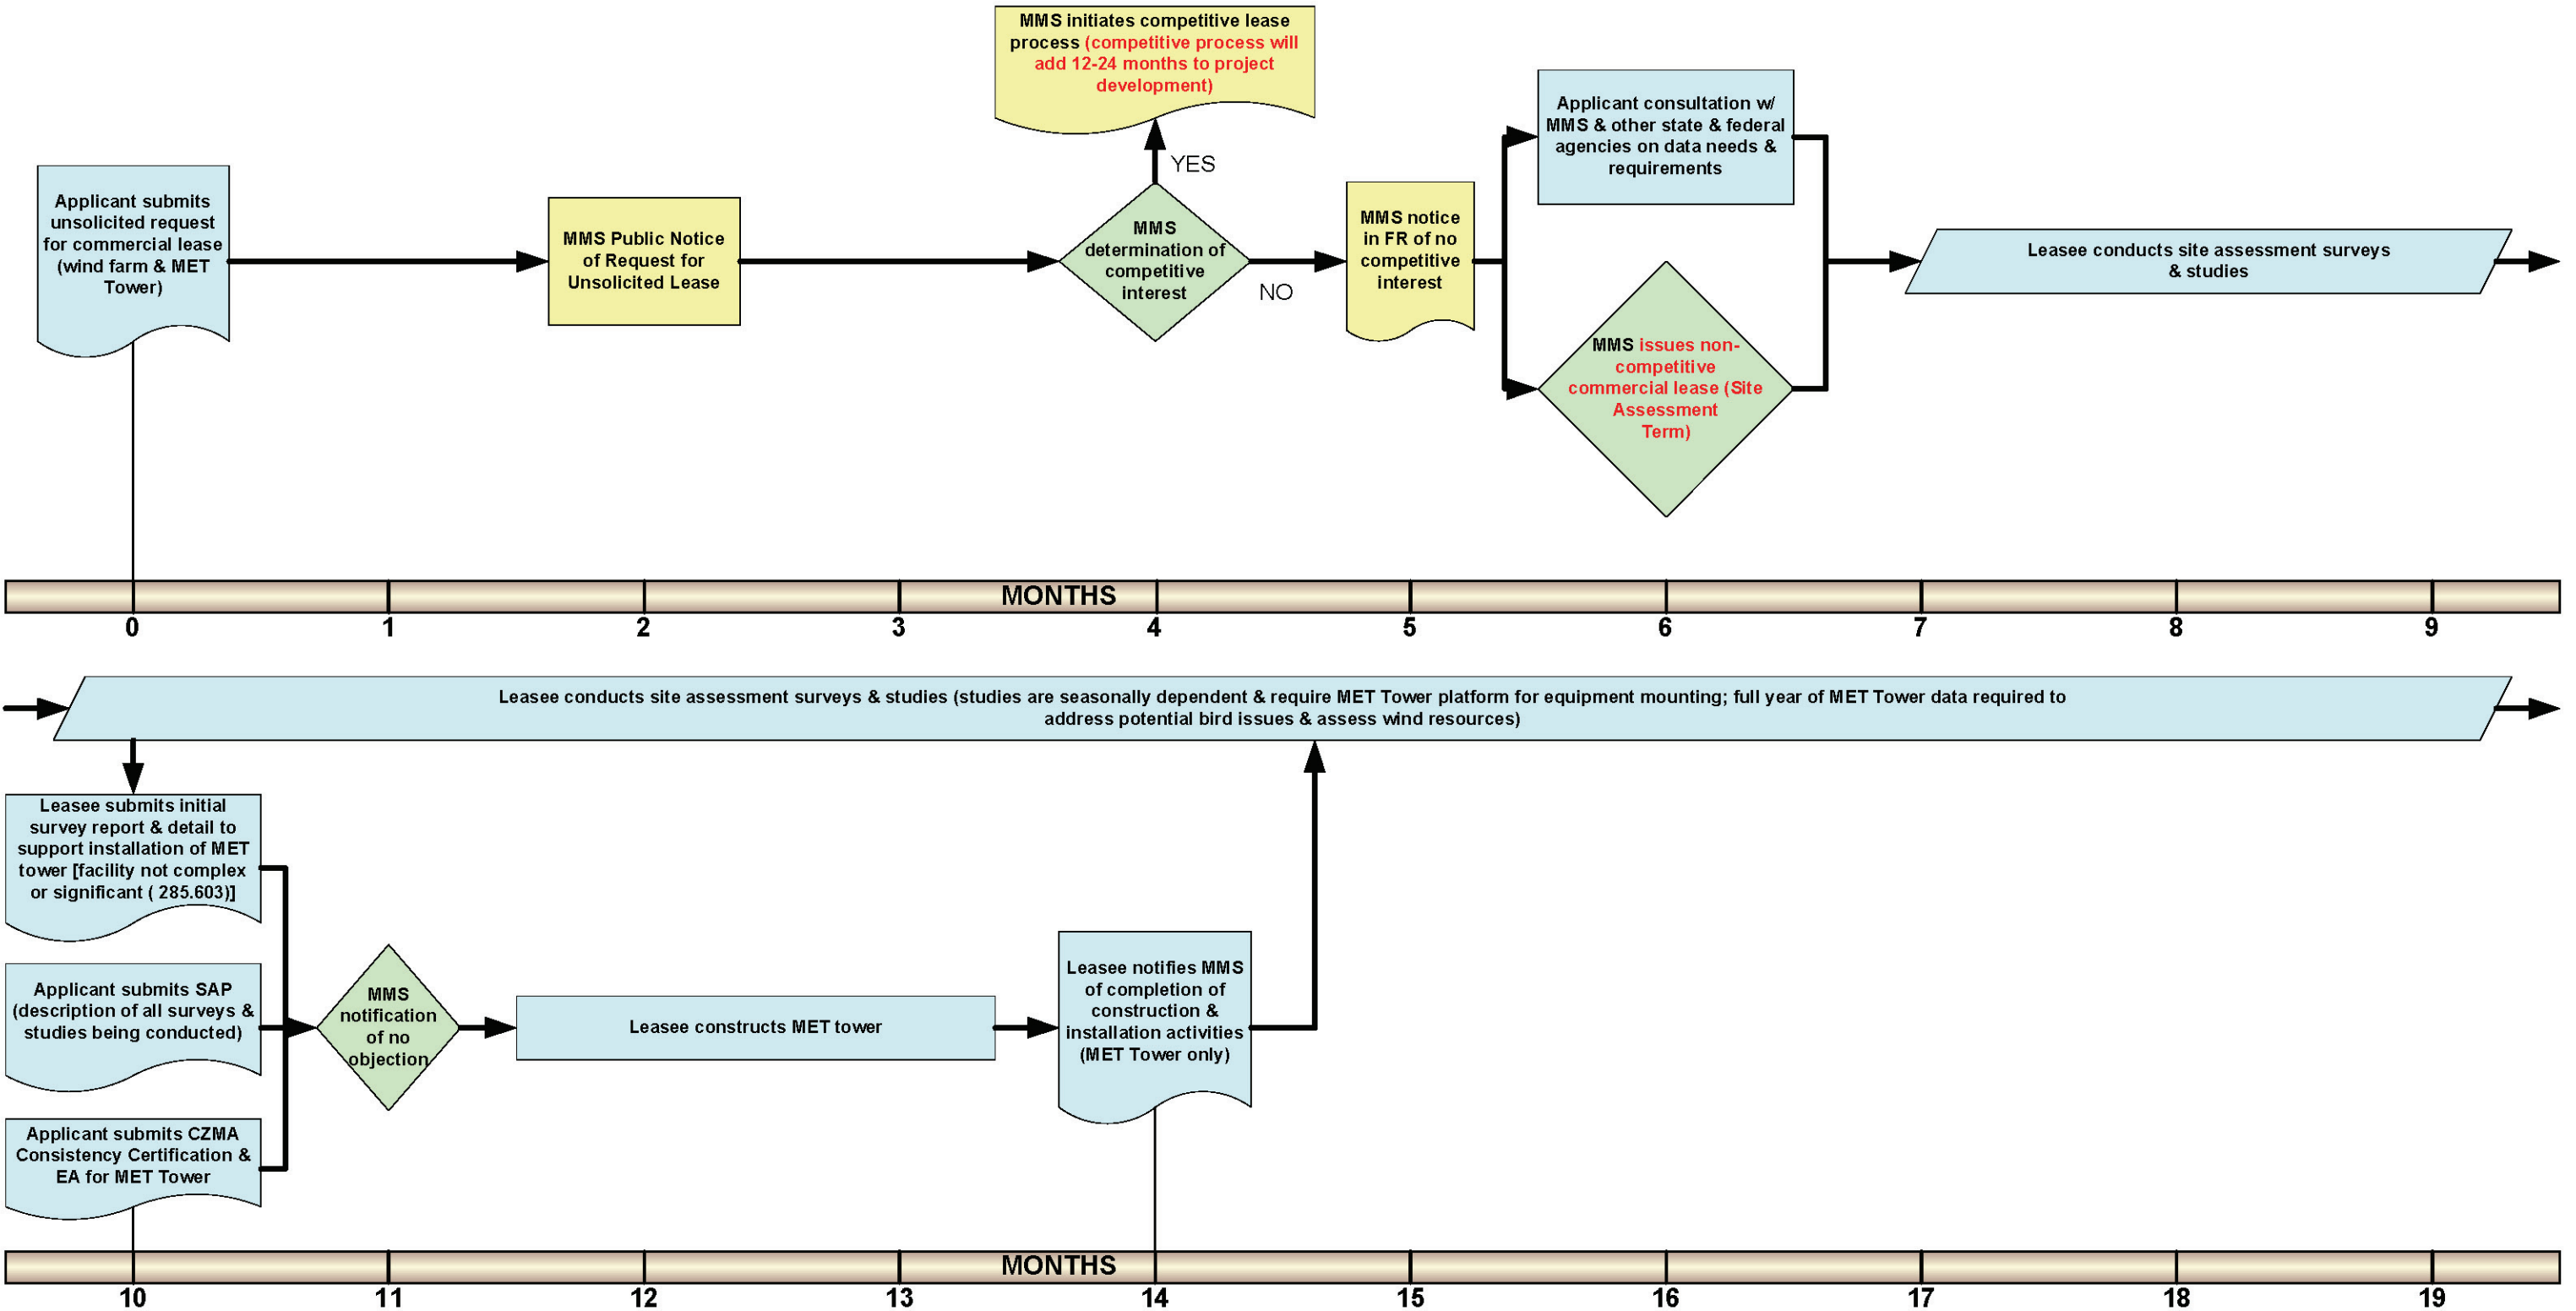 MMS initiates competitive lease
process (competitive process will
add 12-24 months to project
development)
Applicant submits
unsolicited request
for commercial lease
(wind farm & MET
Tower)
MMS Public Notice
of Request for
Unsolicited Lease
YES
MMS
determination of
competitive
interest
NO
MMS notice
in FR of no
competitive
interest
Applicant consultation w/
MMS & other state & federal
agencies on data needs &
requirements
MMS issues non-
competitive
commercial lease (Site
Assessment
Term)
Leasee conducts site assessment surveys
& studies
MONTHS
0 1 2 3 4 5 6 7 8 9
Leasee conducts site assessment surveys & studies (studies are seasonally dependent & require MET Tower platform for equipment mounting; full year of MET Tower data required to
address potential bird issues & assess wind resources)
Leasee submits initial
survey report & detail to
support installation of MET
tower [facility not complex
or significant ( 285.603)]
Applicant submits SAP
(description of all surveys &
studies being conducted)
Applicant submits CZMA
Consistency Certification &
EA for MET Tower
MMS
notification
of no
objection
Leasee constructs MET tower
Leasee notifies MMS
of completion of
construction &
installation activities
(MET Tower only)
MONTHS
10 11 12 13 14 15 16 17 18 19